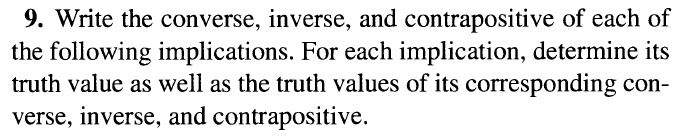 9. Write the converse, inverse, and contrapositive of each of
the following implications. For each implication, determine its
truth value as well as the truth values of its corresponding con-
verse, inverse, and contrapositive.